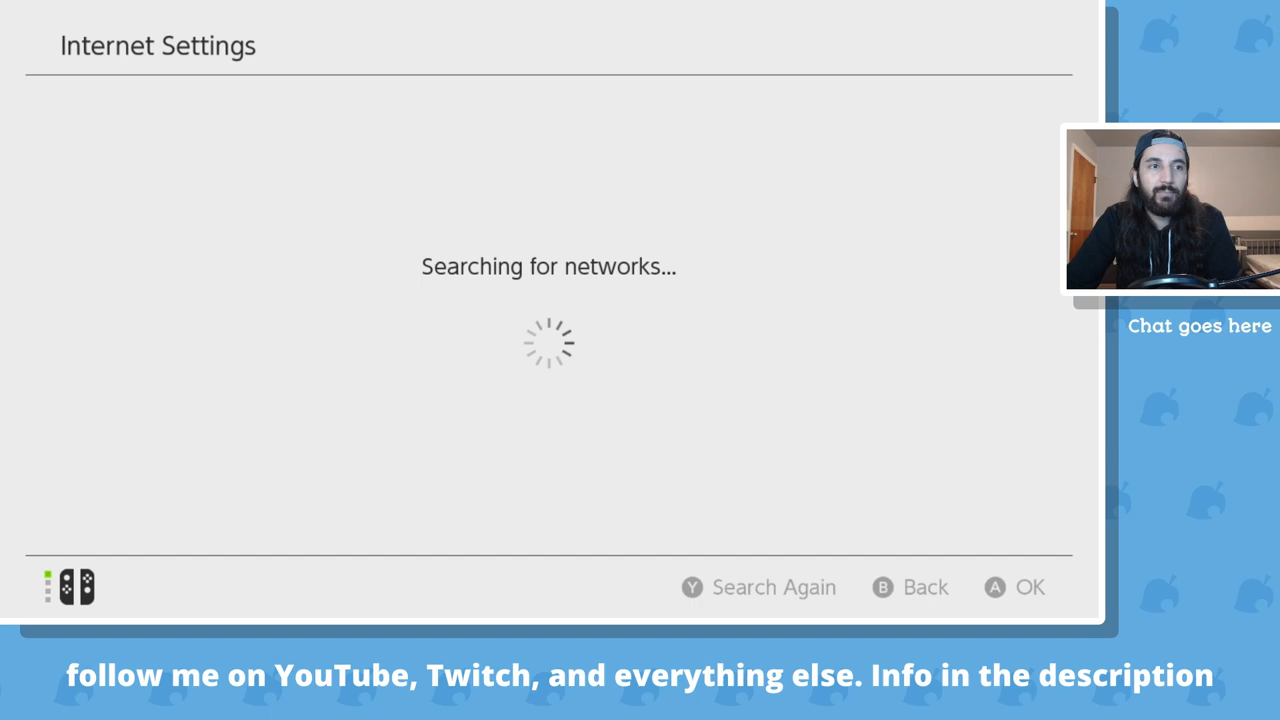 Internet Settings
Searching for networks...
Y Search Again B Back A OK
Chat goes here
follow me on YouTube, Twitch, and everything else. Info in the description